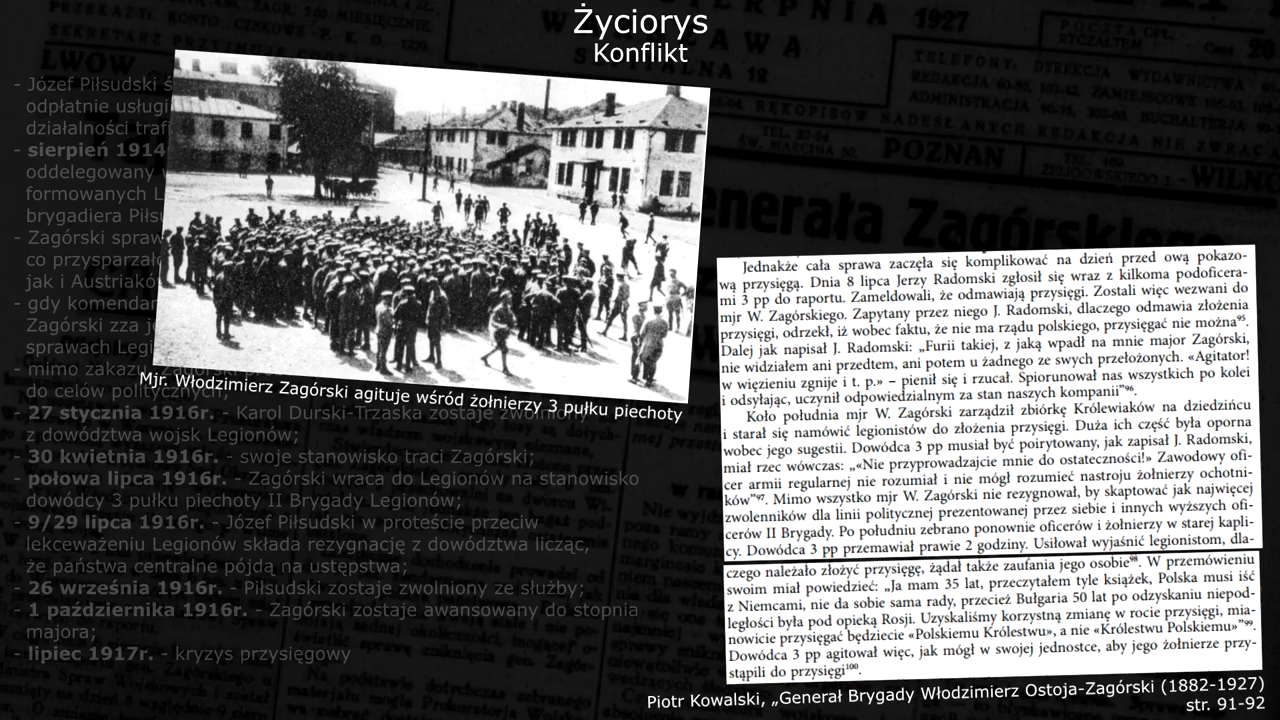 Życiorys
Konflikt
- Józef Piłsudski
odpłatnie usługi
działalności
- sierpień 1914
oddelegowany
formowanych
brygadiera
- Zagórski
co przysparzało
jak i Austriaków
- gdy
Zagórski zza
sprawach
- mimo zakazu
do celów politycznych;
- 27 stycznia 1916r. - Karol Durski-Trzaska zostaje zwolniony
z dowództwa wojsk Legionów;
- 30 kwietnia 1916r. - swoje stanowisko traci Zagórski;
- połowa lipca 1916r. - Zagórski wraca do Legionów na stanowisko
dowódcy 3 pułku piechoty II Brygady Legionów;
- 9/29 lipca 1916r. - Józef Piłsudski w proteście przeciw
lekceważeniu Legionów składa rezygnację z dowództwa licząc,
że państwa centralne pójdą na ustępstwa;
- 26 września 1916r. - Piłsudski zostaje zwolniony ze służby;
- 1 października 1916r. - Zagórski zostaje awansowany do stopnia
majora;
- lipiec 1917r. - kryzys przysięgowy
Mjr. Włodzimierz Zagórski agituje wśród żołnierzy 3 pułku piechoty
Jednakże cała sprawa zaczęła się komplikować na dzień przed ową pokazo-
wą przysięgą. Dnia 8 lipca Jerzy Radomski zgłosił się wraz z kilkoma podoficera-
mi 3 pp do raportu. Zameldowali, że odmawiają przysięgi. Zostali więc wezwani do
mjr W. Zagórskiego. Zapytany przez niego J. Radomski, dlaczego odmawia złożenia
przysięgi, odrzekł, iż wobec faktu, że nie ma rządu polskiego, przysięgać nie można⁹⁵.
Dalej jak napisał J. Radomski: „Furii takiej, z jaką wpadł na mnie major Zagórski,
nie widziałem ani przedtem, ani potem u żadnego ze swych przełożonych. «Agitator!
w więzieniu zgnije i t. p.» – pienił się i rzucał. Spiorunował nas wszystkich po kolei
i odsyłając, uczynił odpowiedzialnym za stan naszych kompanii”⁹⁶.
Koło południa mjr W. Zagórski zarządził zbiórkę Królewiaków na dziedzińcu
i starał się namówić legionistów do złożenia przysięgi. Duża ich część była oporna
wobec jego sugestii. Dowódca 3 pp musiał być poirytowany, jak zapisał J. Radomski,
miał rzec wówczas: „«Nie przyprowadzajcie mnie do ostateczności!» Zawodowy ofi-
cer armii regularnej nie rozumiał i nie mógł rozumieć nastroju żołnierzy ochotni-
ków”⁹⁷. Mimo wszystko mjr W. Zagórski nie rezygnował, by skaptować jak najwięcej
zwolenników dla linii politycznej prezentowanej przez siebie i innych wyższych ofi-
cerów II Brygady. Po południu zebrano ponownie oficerów i żołnierzy w starej kapli-
cy. Dowódca 3 pp przemawiał prawie 2 godziny. Usiłował wyjaśnić legionistom, dla-
czego należało złożyć przysięgę, żądał także zaufania jego osobie⁹⁸. W przemówieniu
swoim miał powiedzieć: „Ja mam 35 lat, przeczytałem tyle książek, Polska musi iść
z Niemcami, nie da sobie sama rady, przecież Bułgaria 50 lat po odzyskaniu niepod-
ległości była pod opieką Rosji. Uzyskaliśmy korzystną zmianę w rocie przysięgi, mia-
nowicie przysięgać będziecie «Polskiemu Królestwu», a nie «Królestwu Polskiemu»”⁹⁹.
Dowódca 3 pp agitował więc, jak mógł w swojej jednostce, aby jego żołnierze przy-
stąpili do przysięgi¹⁰⁰.
Piotr Kowalski, „Generał Brygady Włodzimierz Ostoja-Zagórski (1882-1927)
str. 91-92